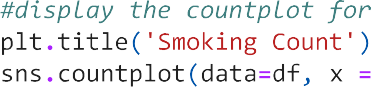 #display the countplot for
plt.title('Smoking Count')
sns.countplot(data=df, x =